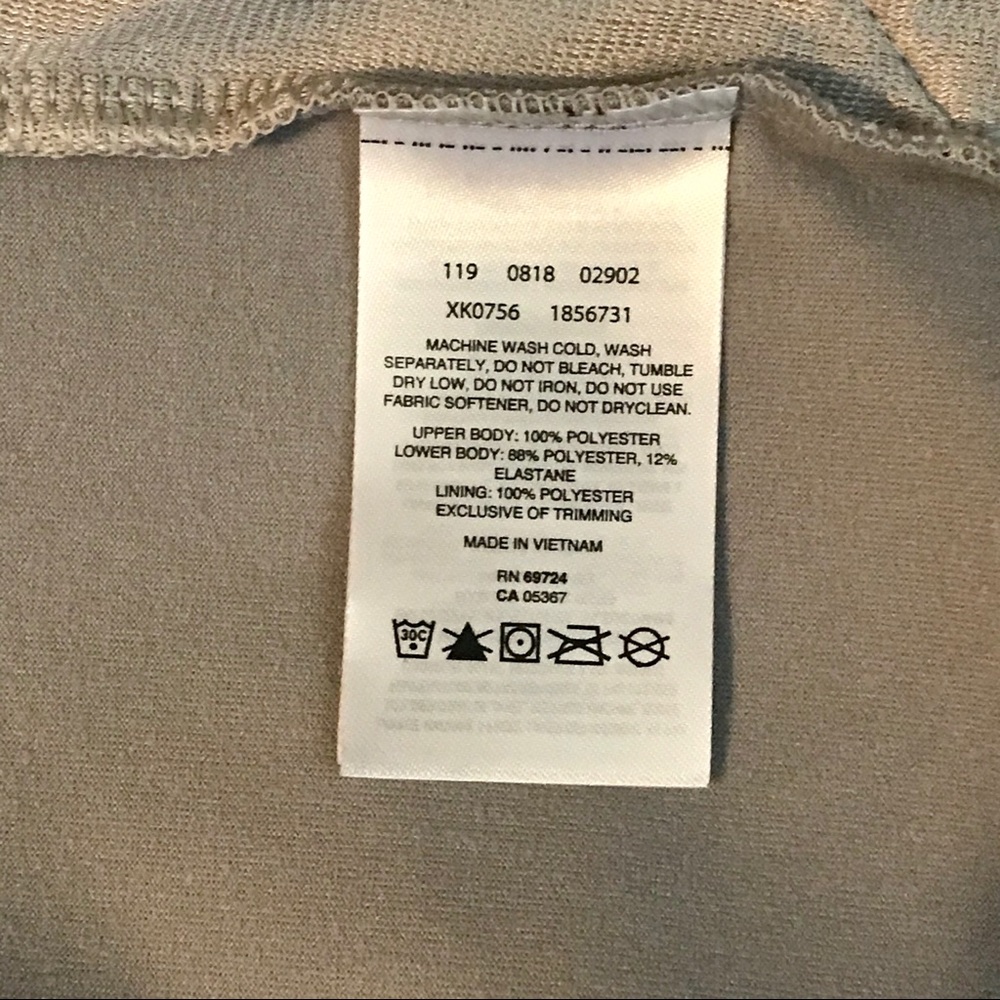 119 0818 02902
XK0756 1856731
MACHINE WASH COLD, WASH
SEPARATELY, DO NOT BLEACH, TUMBLE
DRY LOW, DO NOT IRON, DO NOT USE
FABRIC SOFTENER, DO NOT DRYCLEAN.
UPPER BODY: 100% POLYESTER
LOWER BODY: 88% POLYESTER, 12%
ELASTANE
LINING: 100% POLYESTER
EXCLUSIVE OF TRIMMING
MADE IN VIETNAM
RN 69724
CA 05367
30C